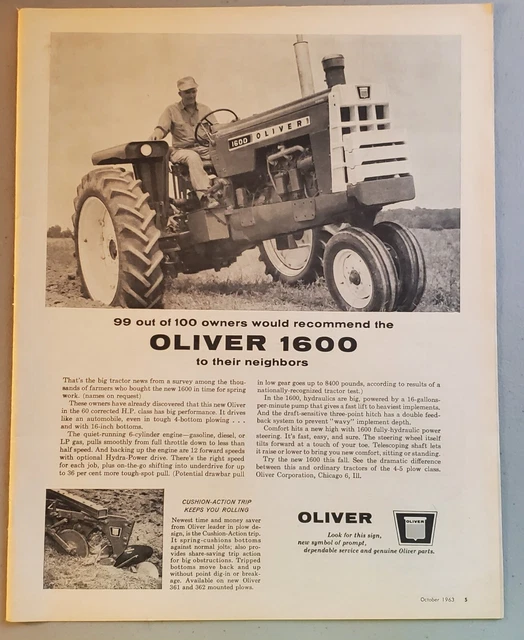 1600 OLIVER
99 out of 100 owners would recommend the
OLIVER 1600
to their neighbors
That's the big tractor news from a survey among the thou-
sands of farmers who bought the new 1600 in time for spring
work. (names on request)
These owners have already discovered that this new Oliver
in the 60 corrected H.P. class has big performance. It drives
like an automobile, even in tough 4-bottom plowing . . .
and with 16-inch bottoms.
The quiet-running 6-cylinder engine—gasoline, diesel, or
LP gas, pulls smoothly from full throttle down to less than
half speed. And backing up the engine are 12 forward speeds
with optional Hydra-Power drive. There's the right speed
for each job, plus on-the-go shifting into underdrive for up
to 36 per cent more tough-spot pull. (Potential drawbar pull
in low gear goes up to 8400 pounds, according to results of a
nationally-recognized tractor test.)
In the 1600, hydraulics are big, powered by a 16-gallons-
per-minute pump that gives a fast lift to heaviest implements.
And the draft-sensitive three-point hitch has a double feed-
back system to prevent "wavy" implement depth.
Comfort hits a new high with 1600 fully-hydraulic power
steering. It's fast, easy, and sure. The steering wheel itself
tilts forward at a touch of your toe. Telescoping shaft lets
it raise or lower to bring you new comfort, sitting or standing.
Try the new 1600 this fall. See the dramatic difference
between this and ordinary tractors of the 4-5 plow class.
Oliver Corporation, Chicago 6, Ill.
CUSHION-ACTION TRIP
KEEPS YOU ROLLING
Newest time and money saver
from Oliver leader in plow de-
sign, is the Cushion-Action trip.
It spring-cushions bottoms
against normal jolts; also pro-
vides share-saving trip action
for big obstructions. Tripped
bottoms move back and up
without point dig-in or break-
age. Available on new Oliver
361 and 362 mounted plows.
OLIVER
OLIVER
Look for this sign,
new symbol of prompt,
dependable service and genuine Oliver parts.
October 1963 5